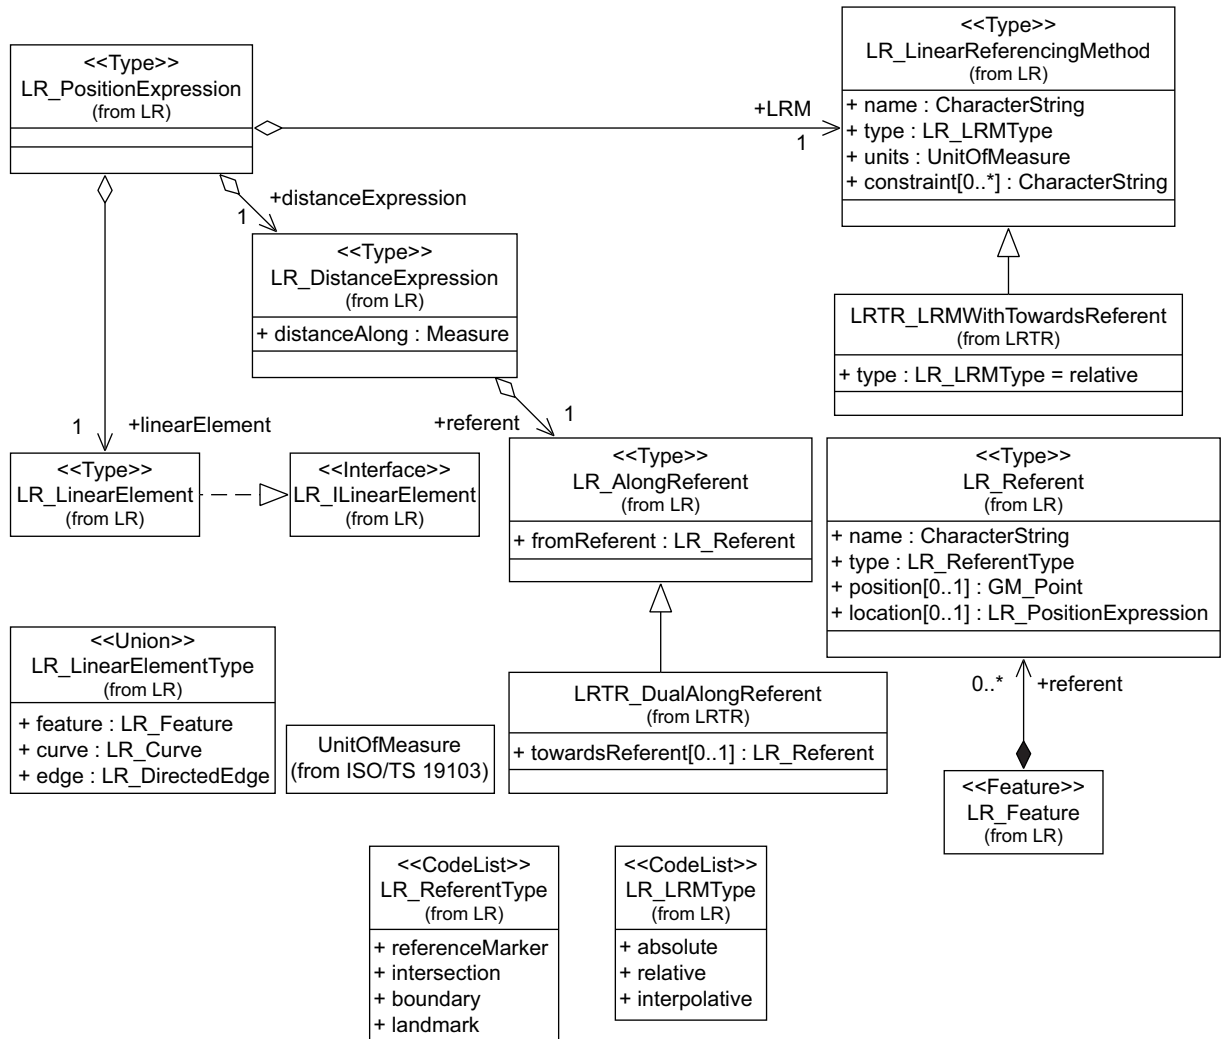 <<Type>>
LR_PositionExpression
(from LR)
<<Type>>
LR_LinearReferencingMethod
(from LR)
+ name : CharacterString
+ type : LR_LRMType
+ units : UnitOfMeasure
+ constraint[0..*] : CharacterString
+LRM
1
+distanceExpression
1
<<Type>>
LR_DistanceExpression
(from LR)
+ distanceAlong : Measure
LRTR_LRMWithTowardsReferent
(from LRTR)
+ type : LR_LRMType = relative
1
+linearElement
+referent
1
<<Type>>
LR_LinearElement
(from LR)
<<Interface>>
LR_ILinearElement
(from LR)
<<Type>>
LR_AlongReferent
(from LR)
+ fromReferent : LR_Referent
<<Type>>
LR_Referent
(from LR)
+ name : CharacterString
+ type : LR_ReferentType
+ position[0..1] : GM_Point
+ location[0..1] : LR_PositionExpression
<<Union>>
LR_LinearElementType
(from LR)
+ feature : LR_Feature
+ curve : LR_Curve
+ edge : LR_DirectedEdge
UnitOfMeasure
(from ISO/TS 19103)
LRTR_DualAlongReferent
(from LRTR)
+ towardsReferent[0..1] : LR_Referent
0..*
+referent
<<Feature>>
LR_Feature
(from LR)
<<CodeList>>
LR_ReferentType
(from LR)
+ referenceMarker
+ intersection
+ boundary
+ landmark
<<CodeList>>
LR_LRMType
(from LR)
+ absolute
+ relative
+ interpolative